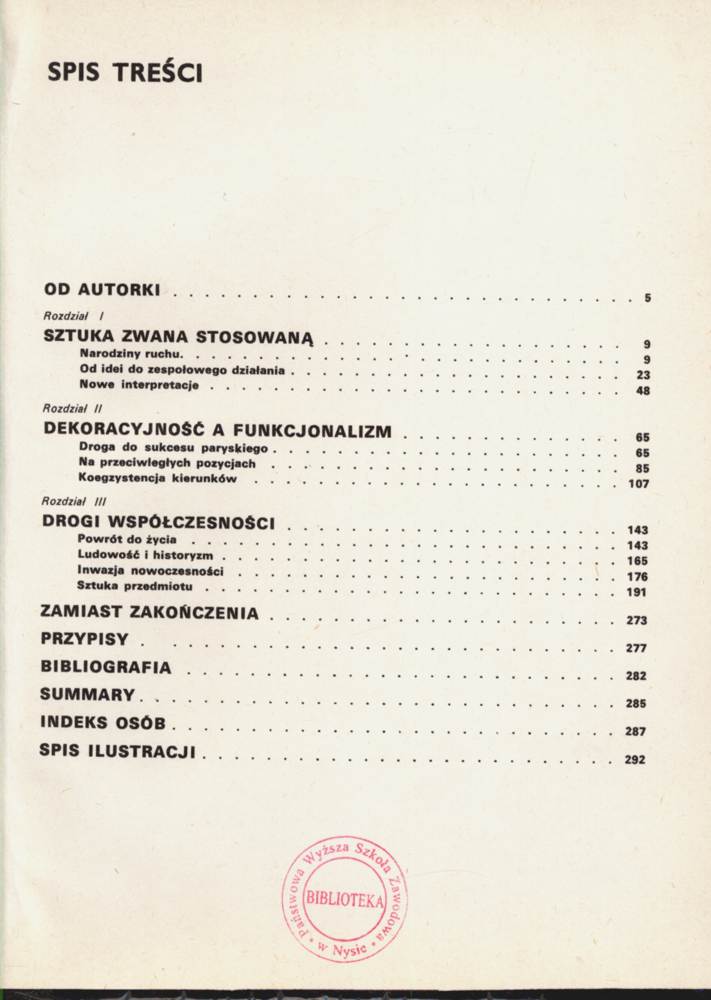 SPIS TREŚCI
OD AUTORKI . . . . . . . . . . . . . . . . . . . . . . . . . . . . 5
Rozdział I
SZTUKA ZWANA STOSOWANĄ . . . . . . . . . . . . . . . . . . . 9
Narodziny ruchu. . . . . . . . . . . . . . . . . . . . . . . . . . . 9
Od idei do zespołowego działania . . . . . . . . . . . . . . . . . . . . . 23
Nowe interpretacje . . . . . . . . . . . . . . . . . . . . . . . . . 48
Rozdział II
DEKORACYJNOŚĆ A FUNKCJONALIZM . . . . . . . . . . . . . . 65
Droga do sukcesu paryskiego . . . . . . . . . . . . . . . . . . . . . . 65
Na przeciwległych pozycjach . . . . . . . . . . . . . . . . . . . . . . 85
Koegzystencja kierunków . . . . . . . . . . . . . . . . . . . . . . . 107
Rozdział III
DROGI WSPÓŁCZESNOŚCI . . . . . . . . . . . . . . . . . . . . . 143
Powrót do życia . . . . . . . . . . . . . . . . . . . . . . . . . . 143
Ludowość i historyzm . . . . . . . . . . . . . . . . . . . . . . . . 165
Inwazja nowoczesności . . . . . . . . . . . . . . . . . . . . . . . . 176
Sztuka przedmiotu . . . . . . . . . . . . . . . . . . . . . . . . . . 191
ZAMIAST ZAKOŃCZENIA . . . . . . . . . . . . . . . . . . . . . . 273
PRZYPISY . . . . . . . . . . . . . . . . . . . . . . . . . . . . 277
BIBLIOGRAFIA . . . . . . . . . . . . . . . . . . . . . . . . . . 282
SUMMARY . . . . . . . . . . . . . . . . . . . . . . . . . . . . 285
INDEKS OSÓB . . . . . . . . . . . . . . . . . . . . . . . . . . . 287
SPIS ILUSTRACJI . . . . . . . . . . . . . . . . . . . . . . . . . 292
Państwowa Wyższa Szkoła Zawodowa
BIBLIOTEKA
• w Nysie •